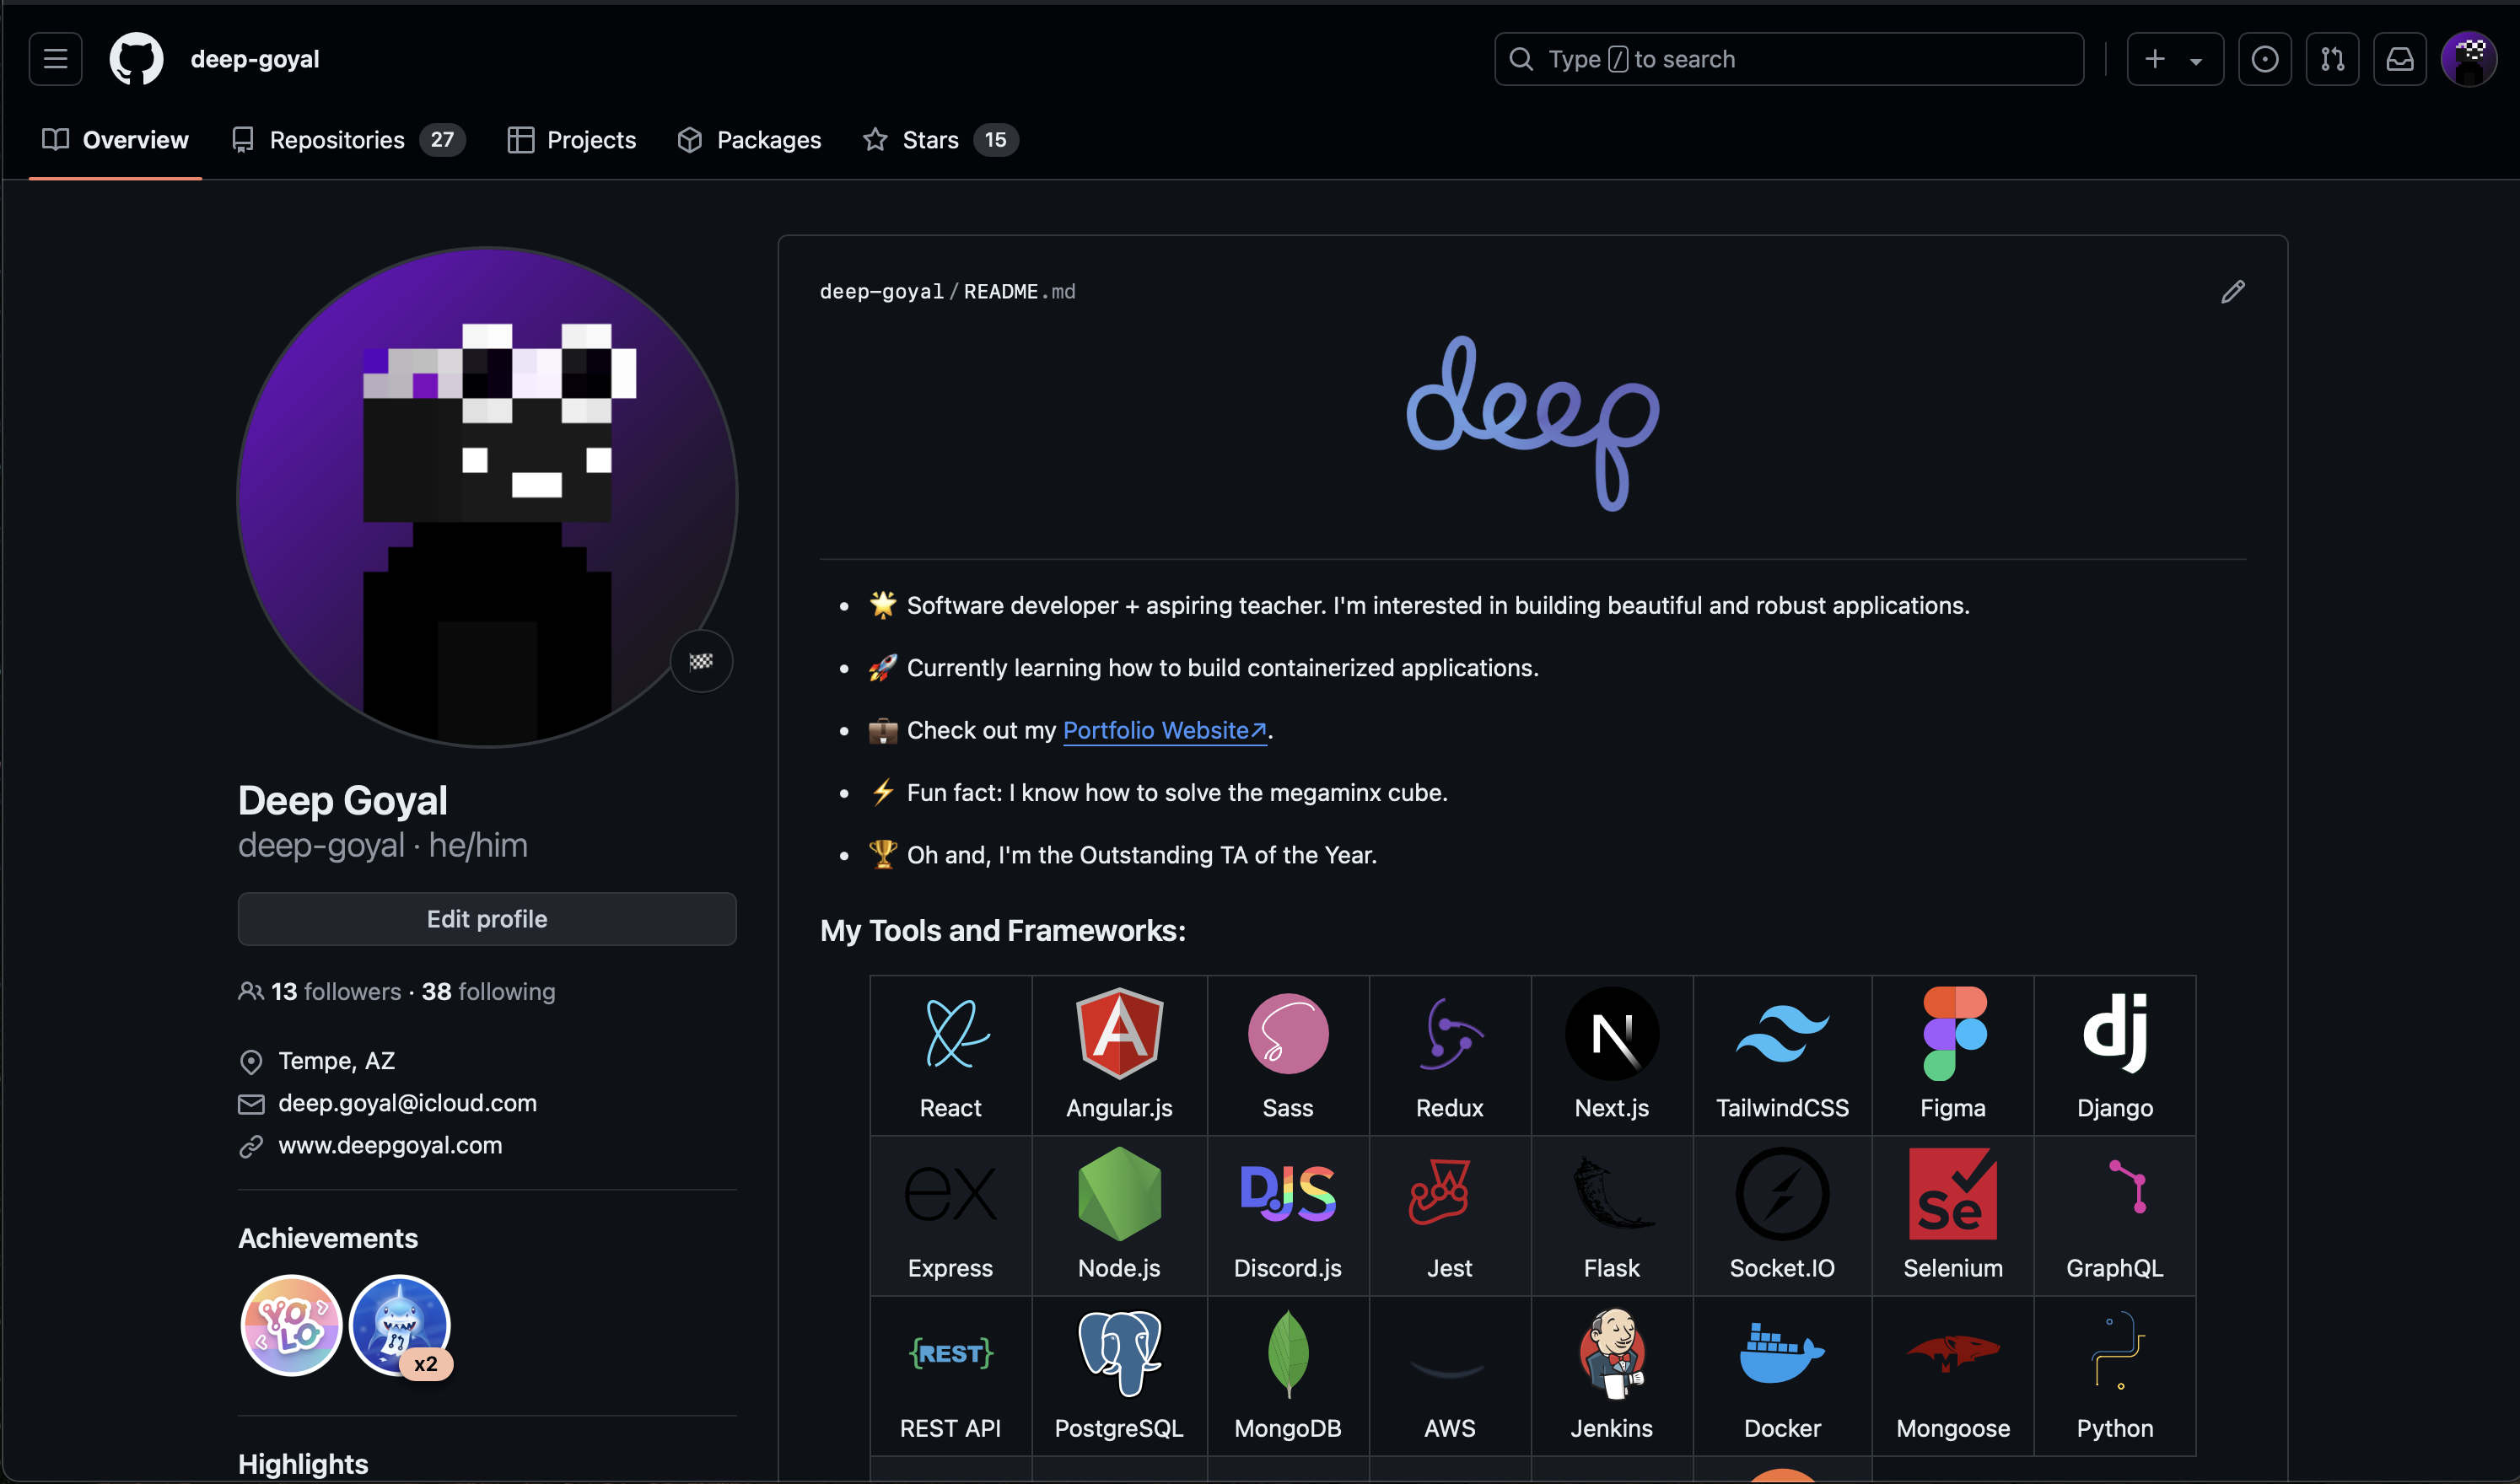 deep-goyal
Type / to search
Overview
Repositories 27
Projects
Packages
Stars 15
Deep Goyal
deep-goyal · he/him
Edit profile
13 followers · 38 following
Tempe, AZ
deep.goyal@icloud.com
www.deepgoyal.com
Achievements
YOLO
x2
Highlights
deep-goyal/README.md
deep
🌟 Software developer + aspiring teacher. I'm interested in building beautiful and robust applications.
🚀 Currently learning how to build containerized applications.
💼 Check out my Portfolio Website↗.
⚡ Fun fact: I know how to solve the megaminx cube.
🏆 Oh and, I'm the Outstanding TA of the Year.
My Tools and Frameworks:
A N dj
React Angular.js Sass Redux Next.js TailwindCSS Figma Django
ex DJS Se
Express Node.js Discord.js Jest Flask Socket.IO Selenium GraphQL
{REST} M
REST API PostgreSQL MongoDB AWS Jenkins Docker Mongoose Python